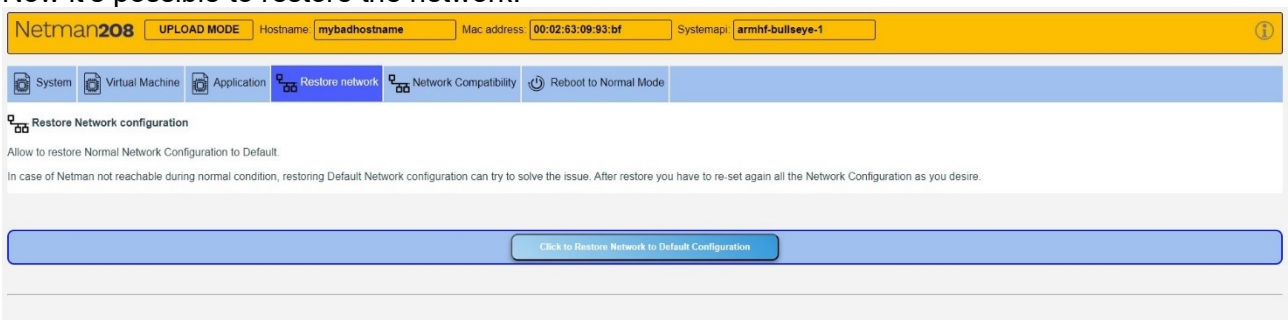 Now it's possible to restore the network.
Netman208 UPLOAD MODE Hostname: mybadhostname Mac address: 00:02:63:09:93:bf Systemapi: armhf-bullseye-1
System Virtual Machine Application Restore network Network Compatibility Reboot to Normal Mode
Restore Network configuration
Allow to restore Normal Network Configuration to Default.
In case of Netman not reachable during normal condition, restoring Default Network configuration can try to solve the issue. After restore you have to re-set again all the Network Configuration as you desire.
Click to Restore Network to Default Configuration